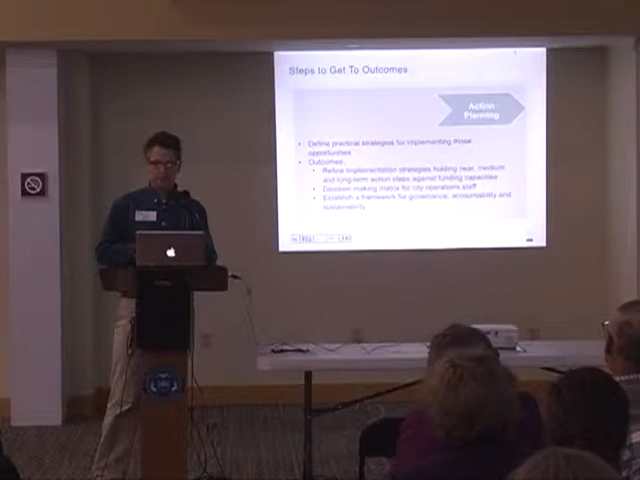 Steps to Get To Outcomes
Action
Planning
• Define practical strategies for implementing those
opportunities
• Outcomes:
• Refine implementation strategies holding near, medium
and long-term action steps against funding capacities
• Decision making matrix for city operations staff
• Establish a framework for governance, accountability and
sustainability